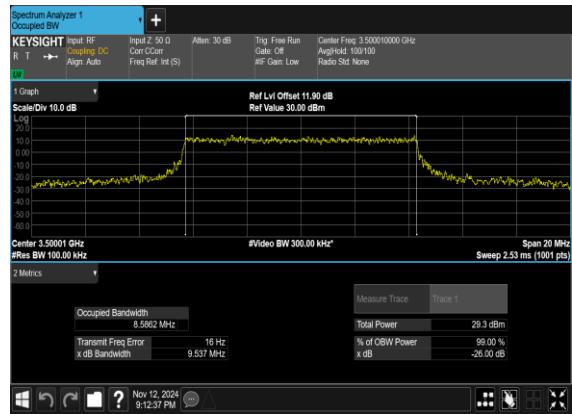 Spectrum Analyzer 1
Occupied BW
+
KEYSIGHT Input: RF Input Z: 50 Ω Atten: 30 dB Trig: Free Run Center Freq: 3.500010000 GHz
R T Coupling: DC Corr CCorr Gate: Off Avg|Hold: 100/100
Align: Auto Freq Ref: Int (S) #IF Gain: Low Radio Std: None
LW
1 Graph
Ref Lvl Offset 11.90 dB
Scale/Div 10.0 dB Ref Value 30.00 dBm
Log
20.0
10.0
0.00
-10.0
-20.0
-30.0
-40.0
-50.0
-60.0
Center 3.50001 GHz #Video BW 300.00 kHz* Span 20 MHz
#Res BW 100.00 kHz Sweep 2.53 ms (1001 pts)
2 Metrics
Measure Trace Trace 1
Occupied Bandwidth
8.5862 MHz Total Power 29.3 dBm
Transmit Freq Error 16 Hz % of OBW Power 99.00 %
x dB Bandwidth 9.537 MHz x dB -26.00 dB
? Nov 12, 2024
9:12:37 PM